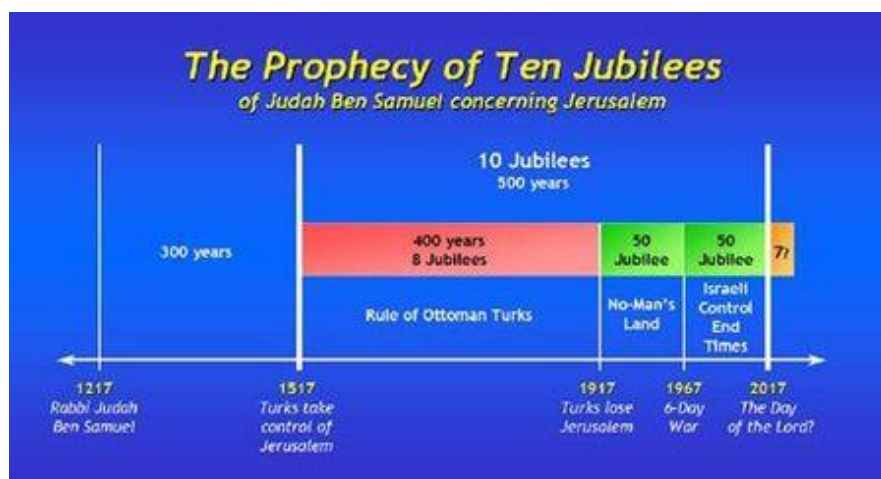 The Prophecy of Ten Jubilees
of Judah Ben Samuel concerning Jerusalem
10 Jubilees
500 years
300 years
400 years
8 Jubilees
50
Jubilee
50
Jubilee
7?
Rule of Ottoman Turks
No-Man's
Land
Israeli
Control
End
Times
1217
Rabbi Judah
Ben Samuel
1517
Turks take
control of
Jerusalem
1917
Turks lose
Jerusalem
1967
6-Day
War
2017
The Day
of the Lord?